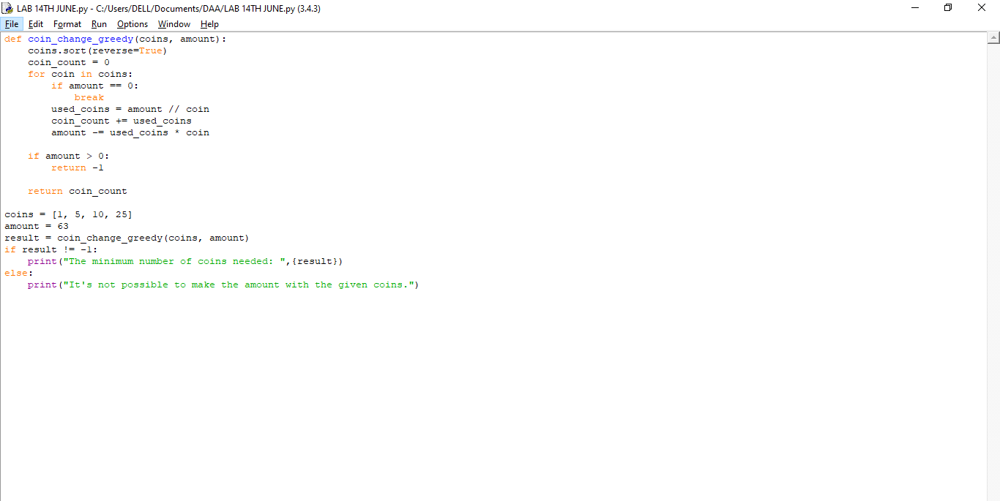 LAB 14TH JUNE.py - C:/Users/DELL/Documents/DAA/LAB 14TH JUNE.py (3.4.3)
File Edit Format Run Options Window Help
def coin_change_greedy(coins, amount):
    coins.sort(reverse=True)
    coin_count = 0
    for coin in coins:
        if amount == 0:
            break
        used_coins = amount // coin
        coin_count += used_coins
        amount -= used_coins * coin

    if amount > 0:
        return -1

    return coin_count

coins = [1, 5, 10, 25]
amount = 63
result = coin_change_greedy(coins, amount)
if result != -1:
    print("The minimum number of coins needed: ",{result})
else:
    print("It's not possible to make the amount with the given coins.")